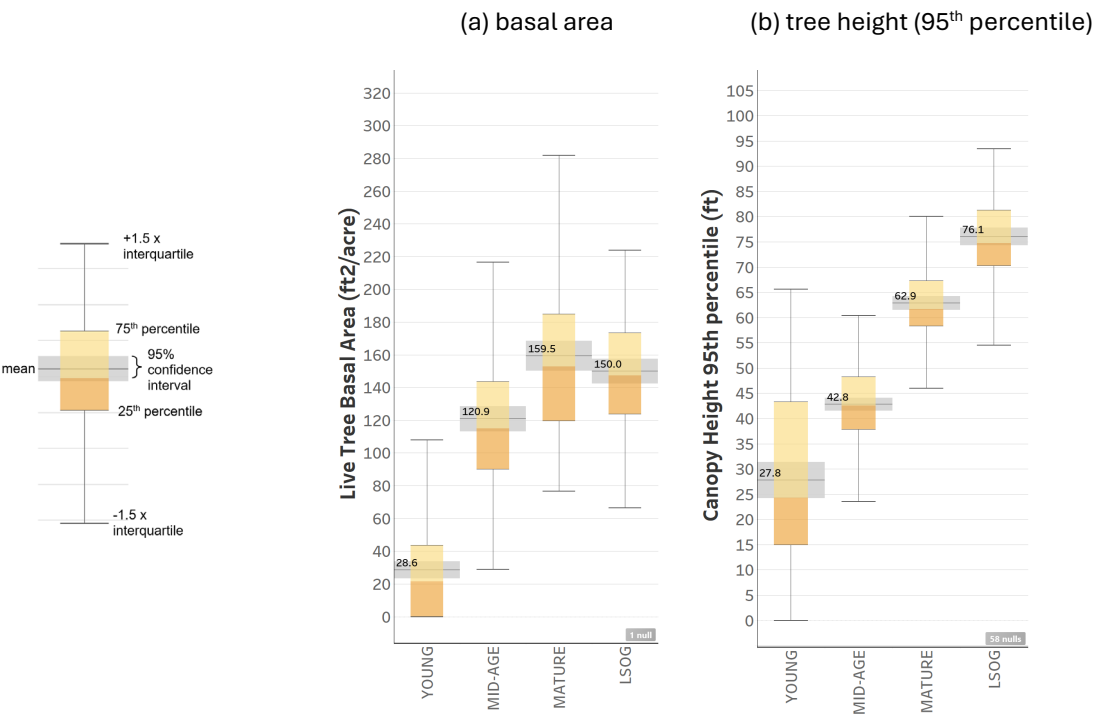 (a) basal area
(b) tree height (95th percentile)
+1.5 x
interquartile
75th percentile
mean
95%
confidence
interval
25th percentile
-1.5 x
interquartile
Live Tree Basal Area (ft2/acre)
320
300
280
260
240
220
200
180
160
140
120
100
80
60
40
20
0
28.6
120.9
159.5
150.0
1 null
YOUNG
MID-AGE
MATURE
LSOG
Canopy Height 95th percentile (ft)
105
100
95
90
85
80
75
70
65
60
55
50
45
40
35
30
25
20
15
10
5
0
27.8
42.8
62.9
76.1
58 nulls
YOUNG
MID-AGE
MATURE
LSOG